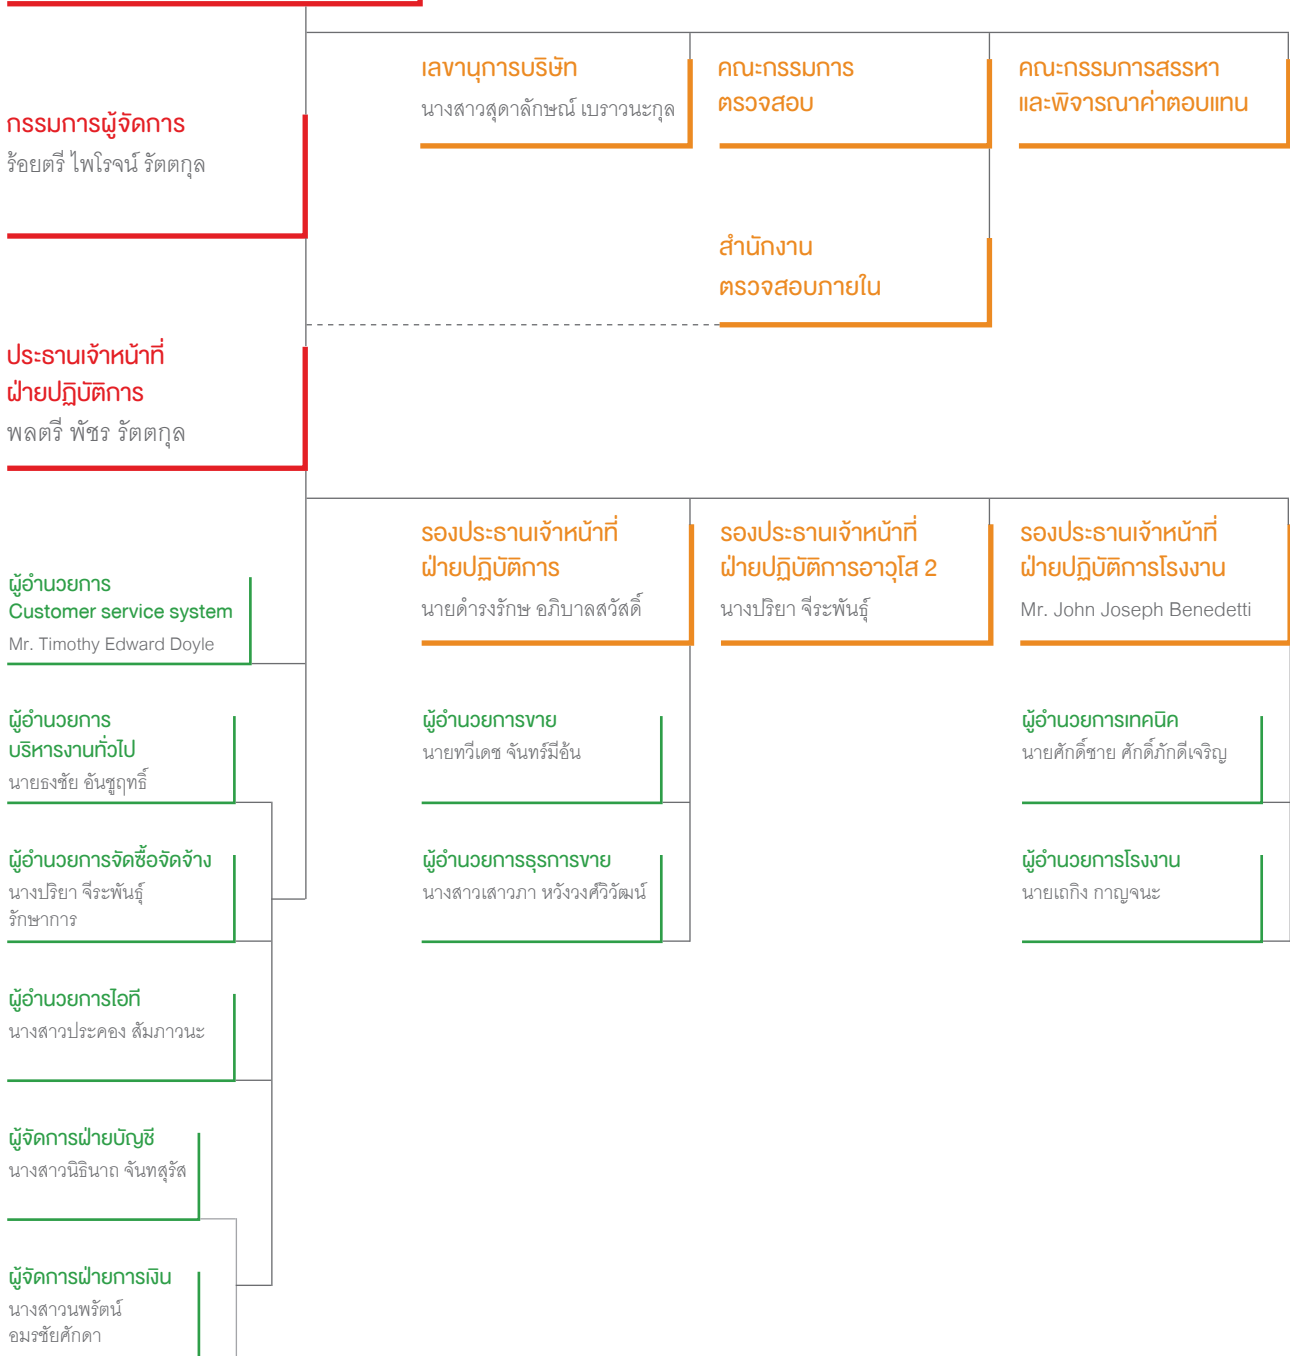 เลขานุการบริษัท
นางสาวสุดาลักษณ์ เบราวนะกุล
คณะกรรมการ
ตรวจสอบ
คณะกรรมการสรรหา
และพิจารณาค่าตอบแทน
กรรมการผู้จัดการ
ร้อยตรี ไพโรจน์ รัตตกุล
สำนักงาน
ตรวจสอบภายใน
ประธานเจ้าหน้าที่
ฝ่ายปฏิบัติการ
พลตรี พัชร รัตตกุล
รองประธานเจ้าหน้าที่
ฝ่ายปฏิบัติการ
นายดำรงรักษ อภิบาลสวัสดิ์
รองประธานเจ้าหน้าที่
ฝ่ายปฏิบัติการอาวุโส 2
นางปริยา จีระพันธุ์
รองประธานเจ้าหน้าที่
ฝ่ายปฏิบัติการโรงงาน
Mr. John Joseph Benedetti
ผู้อำนวยการ
Customer service system
Mr. Timothy Edward Doyle
ผู้อำนวยการ
บริหารงานทั่วไป
นายธงชัย อันชูฤทธิ์
ผู้อำนวยการขาย
นายทวีเดช จันทร์มีอ้น
ผู้อำนวยการเทคนิค
นายศักดิ์ชาย ศักดิ์ภักดีเจริญ
ผู้อำนวยการจัดซื้อจัดจ้าง
นางปริยา จีระพันธุ์
รักษาการ
ผู้อำนวยการธุรการขาย
นางสาวเสาวภา หวังวงศ์วิวัฒน์
ผู้อำนวยการโรงงาน
นายเถกิง กาญจนะ
ผู้อำนวยการไอที
นางสาวประคอง สัมภาวนะ
ผู้จัดการฝ่ายบัญชี
นางสาวนิธินาถ จันทสุรัส
ผู้จัดการฝ่ายการเงิน
นางสาวนพรัตน์
อมรชัยศักดา